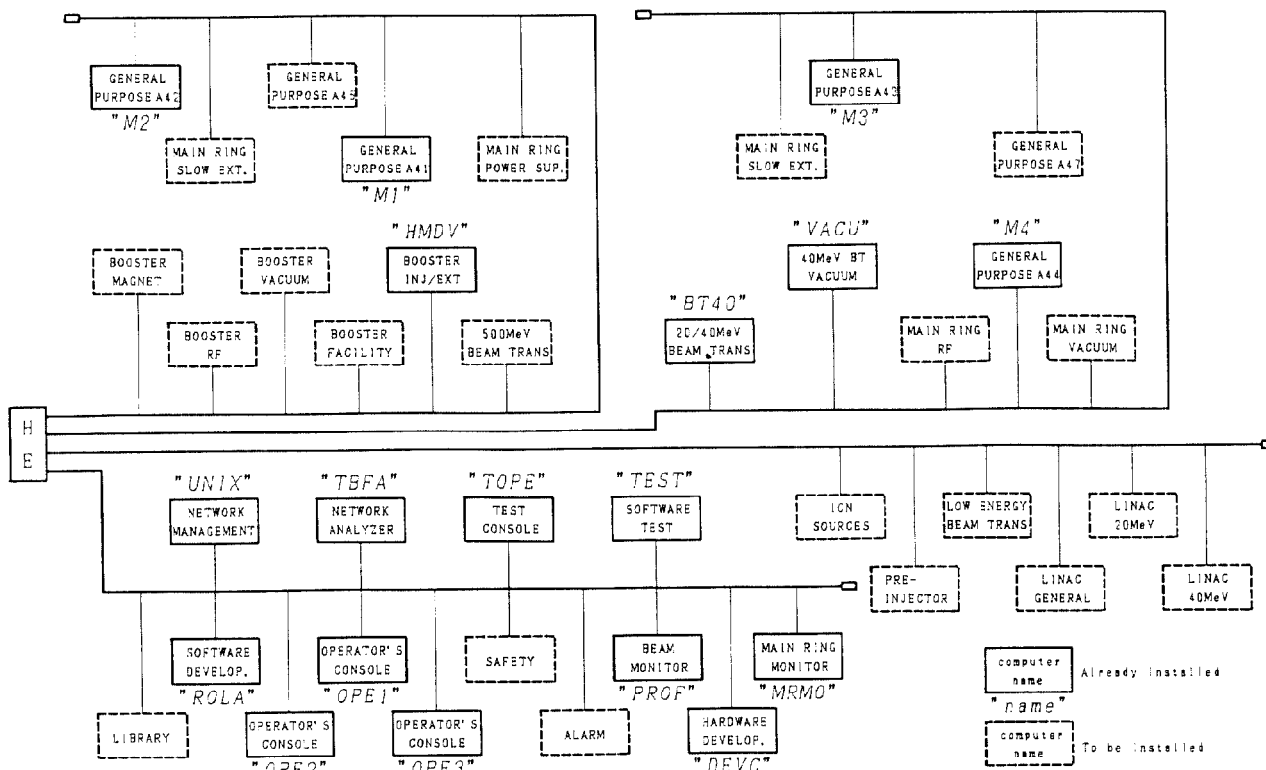 GENERAL
PURPOSE A42
"M2"
GENERAL
PURPOSE A45
MAIN RING
SLOW EXT.
GENERAL
PURPOSE A41
"M1"
MAIN RING
POWER SUP.
GENERAL
PURPOSE A43
"M3"
MAIN RING
SLOW EXT.
GENERAL
PURPOSE A47
BOOSTER
MAGNET
BOOSTER
VACUUM
"HMDV"
BOOSTER
INJ/EXT
BOOSTER
RF
BOOSTER
FACILITY
500MeV
BEAM TRANS
"VACU"
40MeV BT
VACUUM
"M4"
GENERAL
PURPOSE A44
"BT40"
20/40MeV
BEAM TRANS
MAIN RING
RF
MAIN RING
VACUUM
H
E
"UNIX"
NETWORK
MANAGEMENT
"TBFA"
NETWORK
ANALYZER
"TOPE"
TEST
CONSOLE
"TEST"
SOFTWARE
TEST
ION
SOURCES
LOW ENERGY
BEAM TRANS
LINAC
20MeV
PRE-
INJECTOR
LINAC
GENERAL
LINAC
40MeV
SOFTWARE
DEVELOP.
"ROLA"
OPERATOR'S
CONSOLE
"OPE1"
SAFETY
BEAM
MONITOR
"PROF"
MAIN RING
MONITOR
"MRMO"
LIBRARY
OPERATOR'S
CONSOLE
"OPE2"
OPERATOR'S
CONSOLE
"OPE3"
ALARM
HARDWARE
DEVELOP.
"DEVC"
computer
name
Already Installed
"name"
computer
name
To be Installed